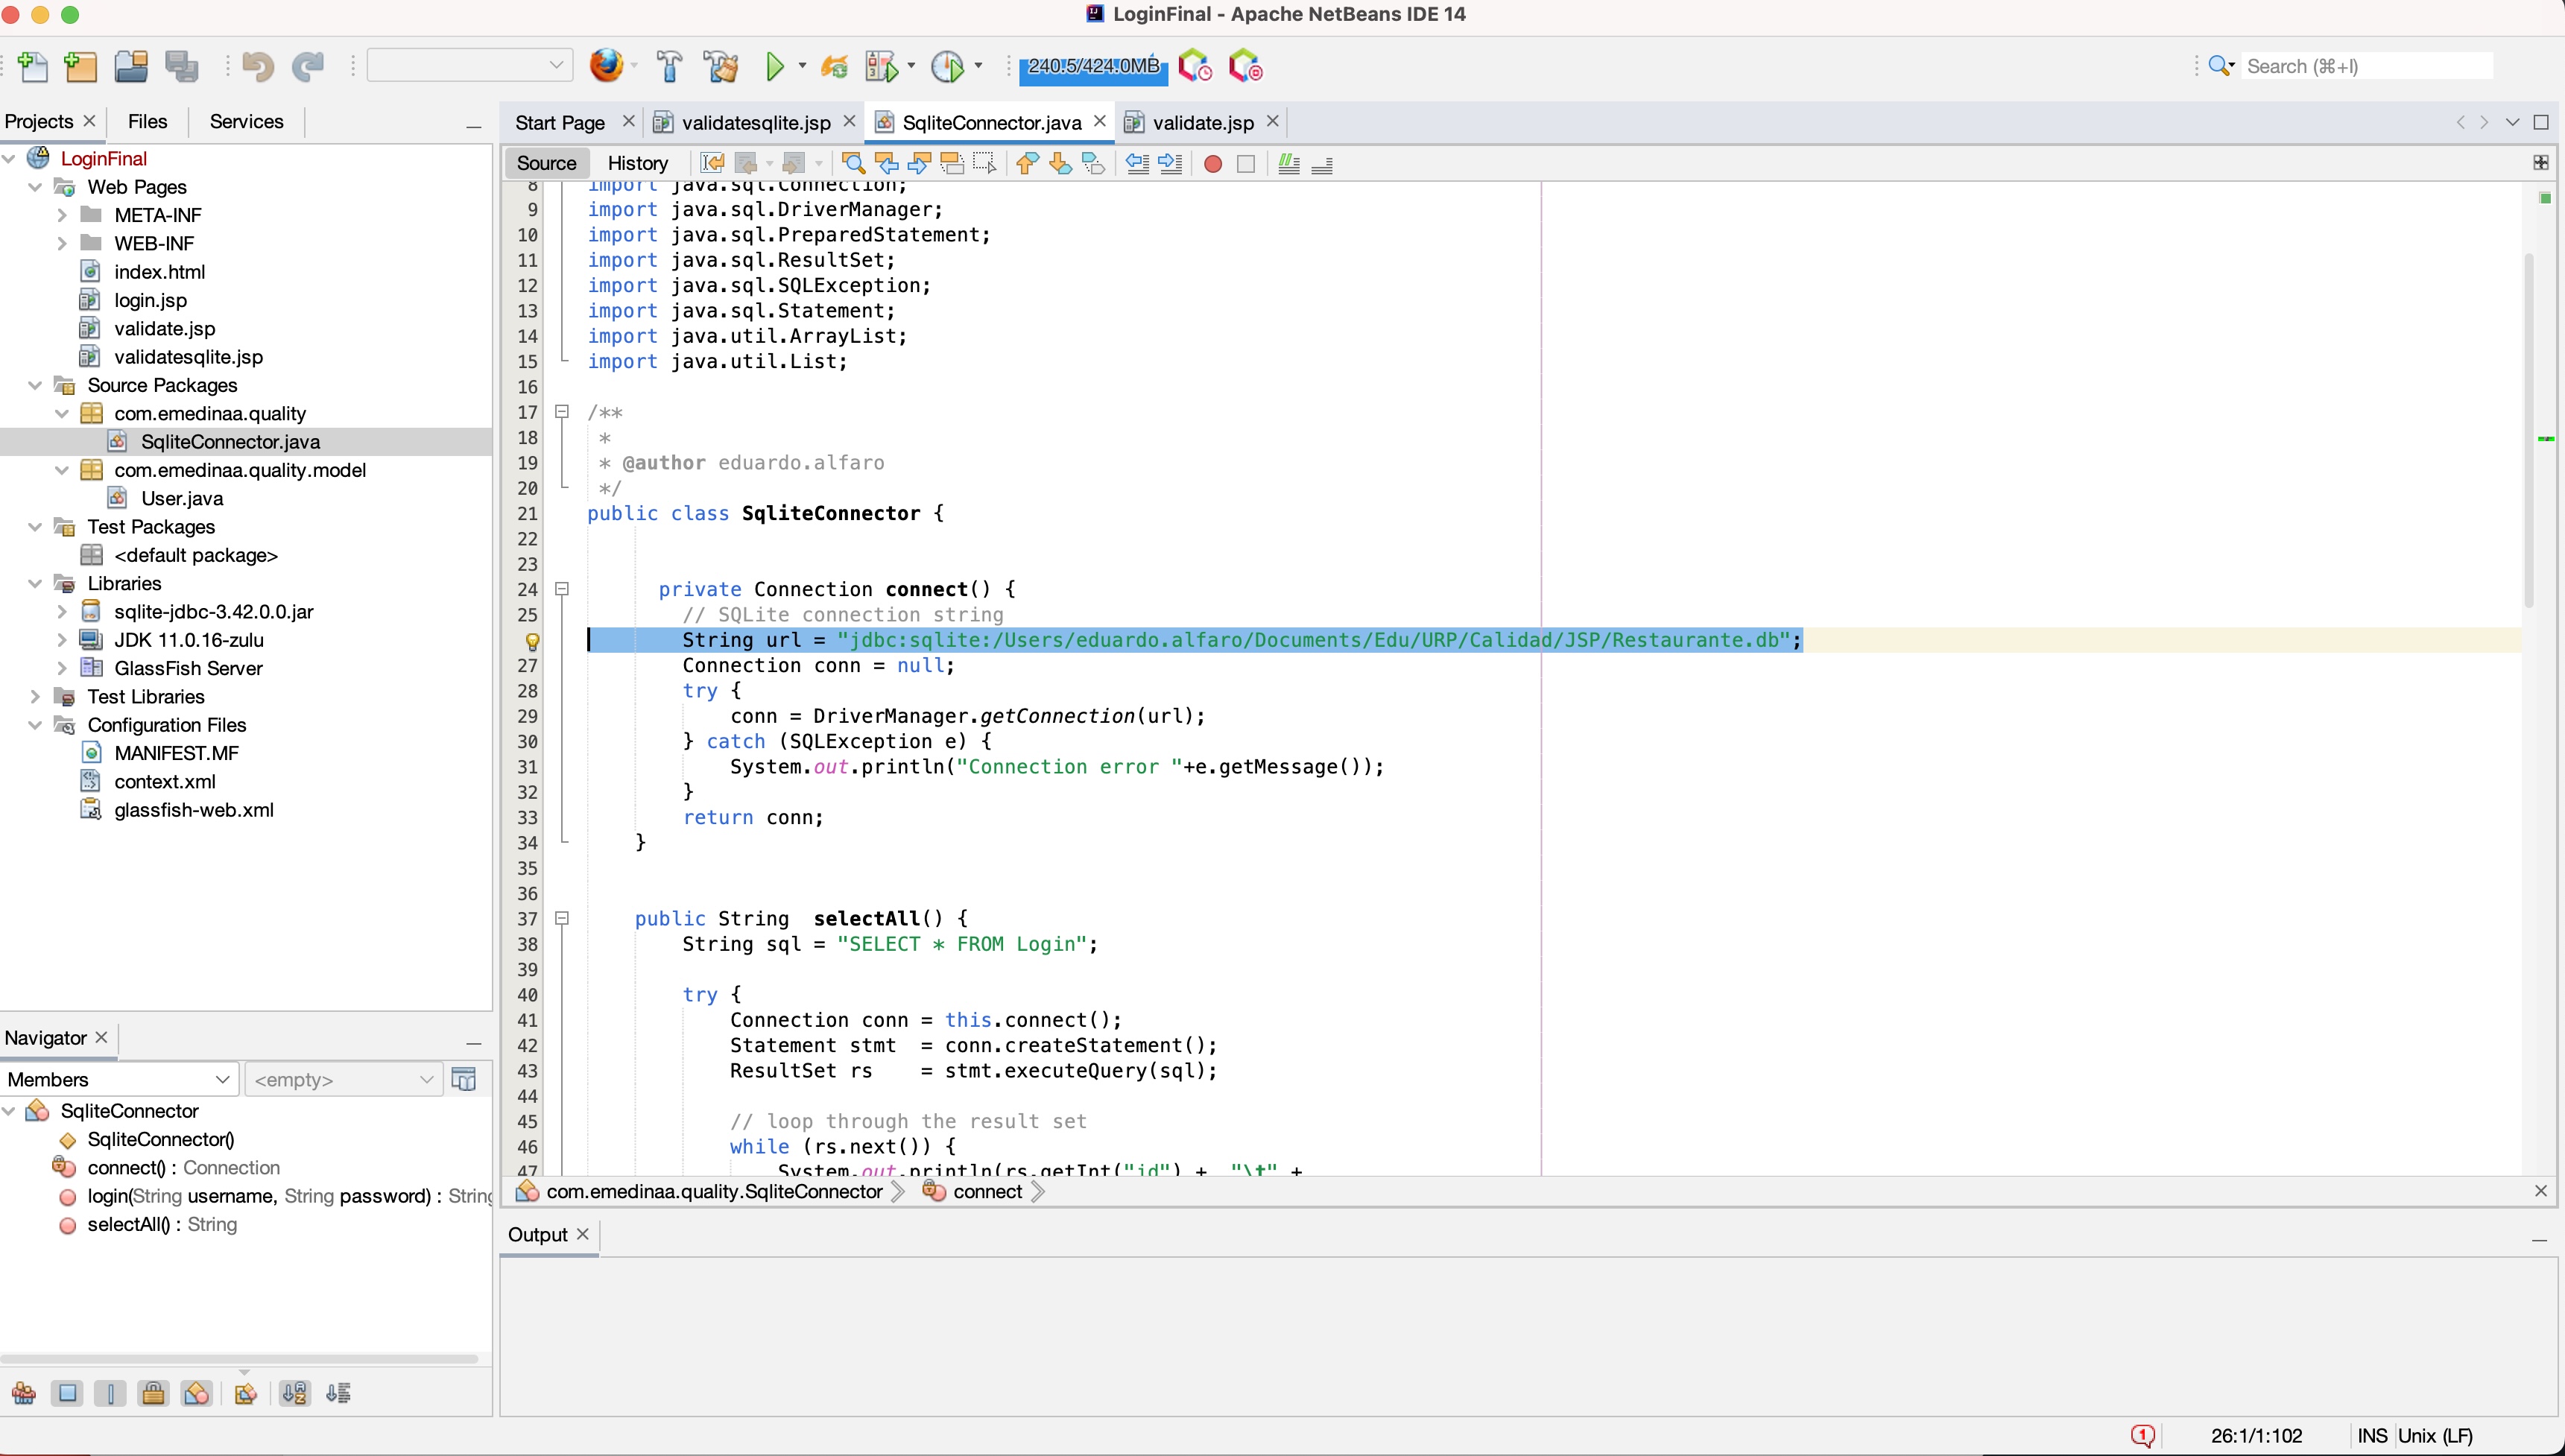 LoginFinal - Apache NetBeans IDE 14
240.5/424.0MB
Search (⌘+I)
Projects
Files
Services
LoginFinal
Web Pages
META-INF
WEB-INF
index.html
login.jsp
validate.jsp
validatesqlite.jsp
Source Packages
com.emedinaa.quality
SqliteConnector.java
com.emedinaa.quality.model
User.java
Test Packages
<default package>
Libraries
sqlite-jdbc-3.42.0.0.jar
JDK 11.0.16-zulu
GlassFish Server
Test Libraries
Configuration Files
MANIFEST.MF
context.xml
glassfish-web.xml
Navigator
Members
<empty>
SqliteConnector
SqliteConnector()
connect() : Connection
login(String username, String password) : String
selectAll() : String
Start Page
validatesqlite.jsp
SqliteConnector.java
validate.jsp
Source
History
8 import java.sql.Connection;
9 import java.sql.DriverManager;
10 import java.sql.PreparedStatement;
11 import java.sql.ResultSet;
12 import java.sql.SQLException;
13 import java.sql.Statement;
14 import java.util.ArrayList;
15 import java.util.List;
16
17 /**
18 *
19 * @author eduardo.alfaro
20 */
21 public class SqliteConnector {
22
23
24 private Connection connect() {
25 // SQLite connection string
String url = "jdbc:sqlite:/Users/eduardo.alfaro/Documents/Edu/URP/Calidad/JSP/Restaurante.db";
27 Connection conn = null;
28 try {
29 conn = DriverManager.getConnection(url);
30 } catch (SQLException e) {
31 System.out.println("Connection error "+e.getMessage());
32 }
33 return conn;
34 }
35
36
37 public String selectAll() {
38 String sql = "SELECT * FROM Login";
39
40 try {
41 Connection conn = this.connect();
42 Statement stmt = conn.createStatement();
43 ResultSet rs = stmt.executeQuery(sql);
44
45 // loop through the result set
46 while (rs.next()) {
47 System.out.println(rs.getInt("id") + "\t" +
com.emedinaa.quality.SqliteConnector
connect
Output
1
26:1/1:102
INS
Unix (LF)